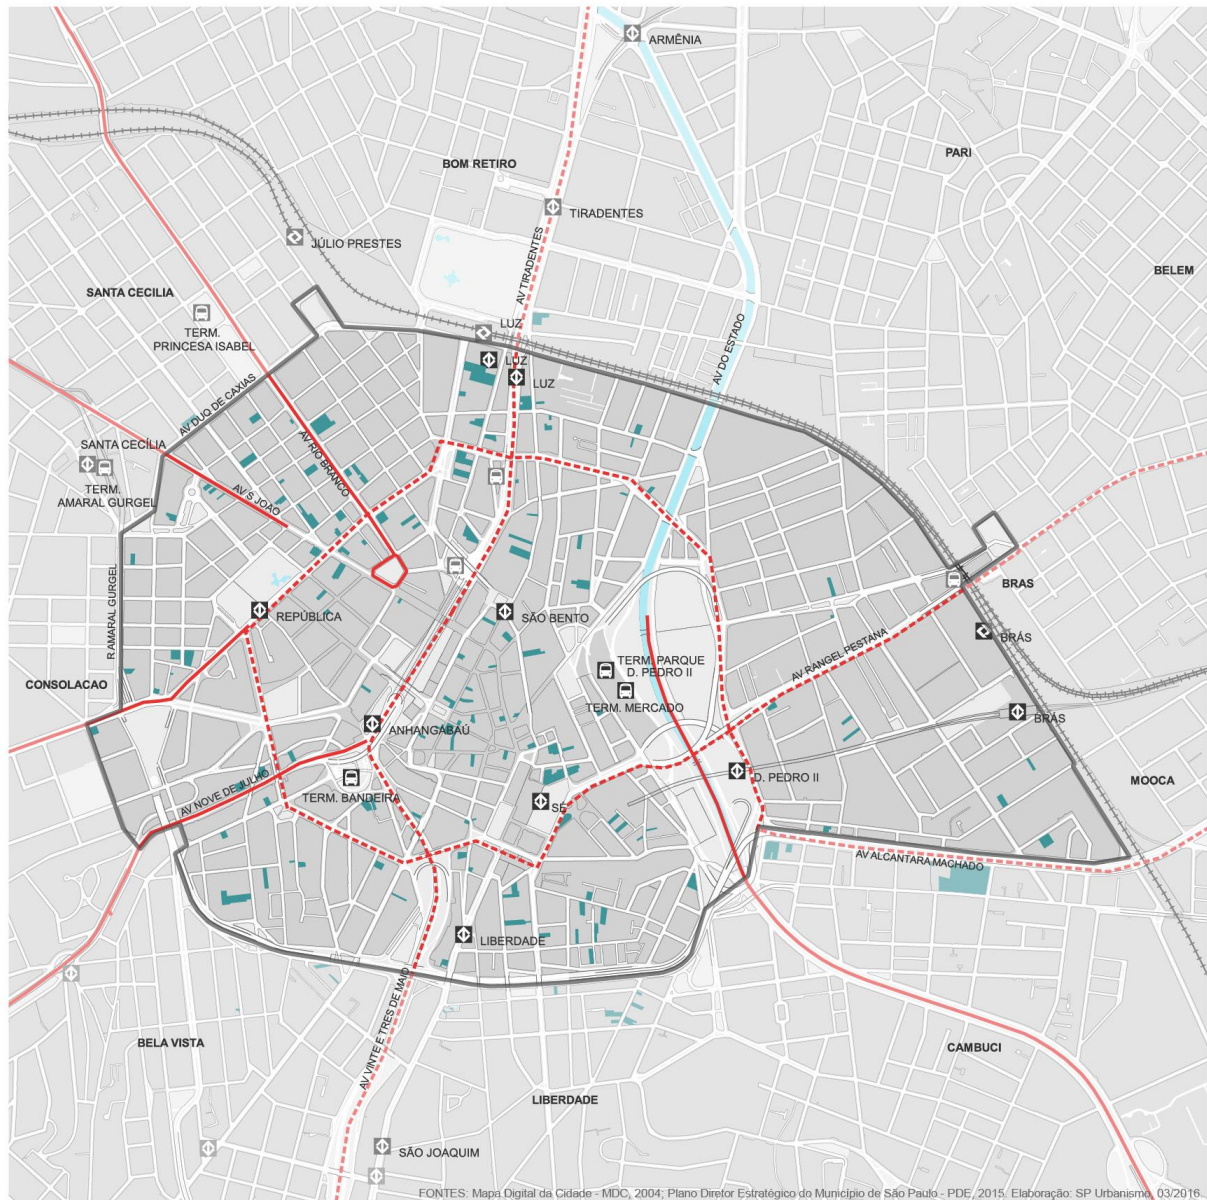 ARMÊNIA
PARI
BOM RETIRO
TIRADENTES
AV TIRADENTES
JÚLIO PRESTES
BELEM
SANTA CECILIA
TERM.
PRINCESA ISABEL
LUZ
AV DO ESTADO
LUZ
LUZ
AV DUQ DE CAXIAS
AV RIO BRANCO
SANTA CECÍLIA
TERM.
AMARAL GURGEL
AV S JOAO
R AMARAL GURGEL
BRAS
REPÚBLICA
SÃO BENTO
BRÁS
AV RANGEL PESTANA
TERM. PARQUE
D. PEDRO II
TERM. MERCADO
CONSOLACAO
BRÁS
ANHANGABAÚ
D. PEDRO II
MOOCA
AV NOVE DE JULHO
TERM. BANDEIRA
SÉ
AV ALCANTARA MACHADO
LIBERDADE
AV VINTE E TRES DE MAIO
BELA VISTA
CAMBUCI
LIBERDADE
SÃO JOAQUIM
FONTES: Mapa Digital da Cidade - MDC, 2004; Plano Diretor Estratégico do Município de São Paulo - PDE, 2015. Elaboração: SP Urbanismo, 03/2016.